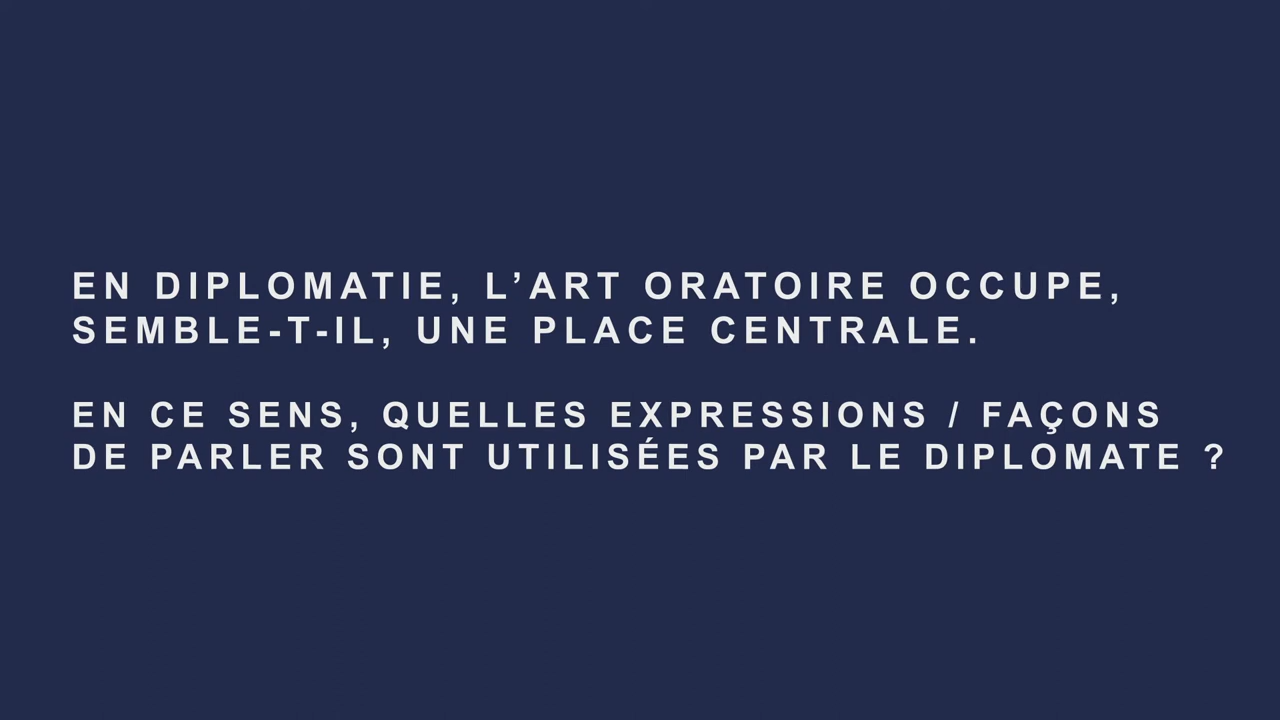 EN DIPLOMATIE, L’ART ORATOIRE OCCUPE,
SEMBLE-T-IL, UNE PLACE CENTRALE.
EN CE SENS, QUELLES EXPRESSIONS / FAÇONS
DE PARLER SONT UTILISÉES PAR LE DIPLOMATE ?